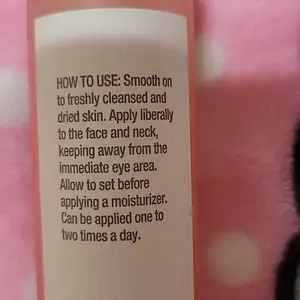 HOW TO USE: Smooth on
to freshly cleansed and
dried skin. Apply liberally
to the face and neck,
keeping away from the
immediate eye area.
Allow to set before
applying a moisturizer.
Can be applied one to
two times a day.